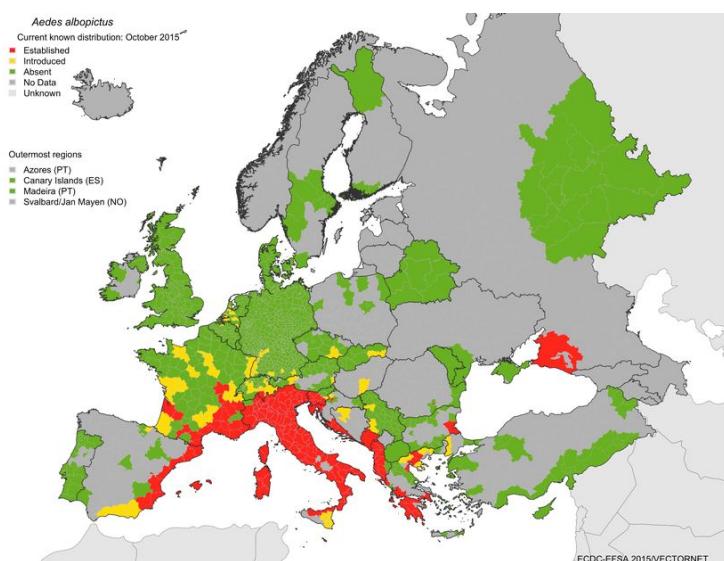 Aedes albopictus
Current known distribution: October 2015
Established
Introduced
Absent
No Data
Unknown
Outermost regions
Azores (PT)
Canary Islands (ES)
Madeira (PT)
Svalbard/Jan Mayen (NO)
ECDC-EFSA 2015/VECTORNET